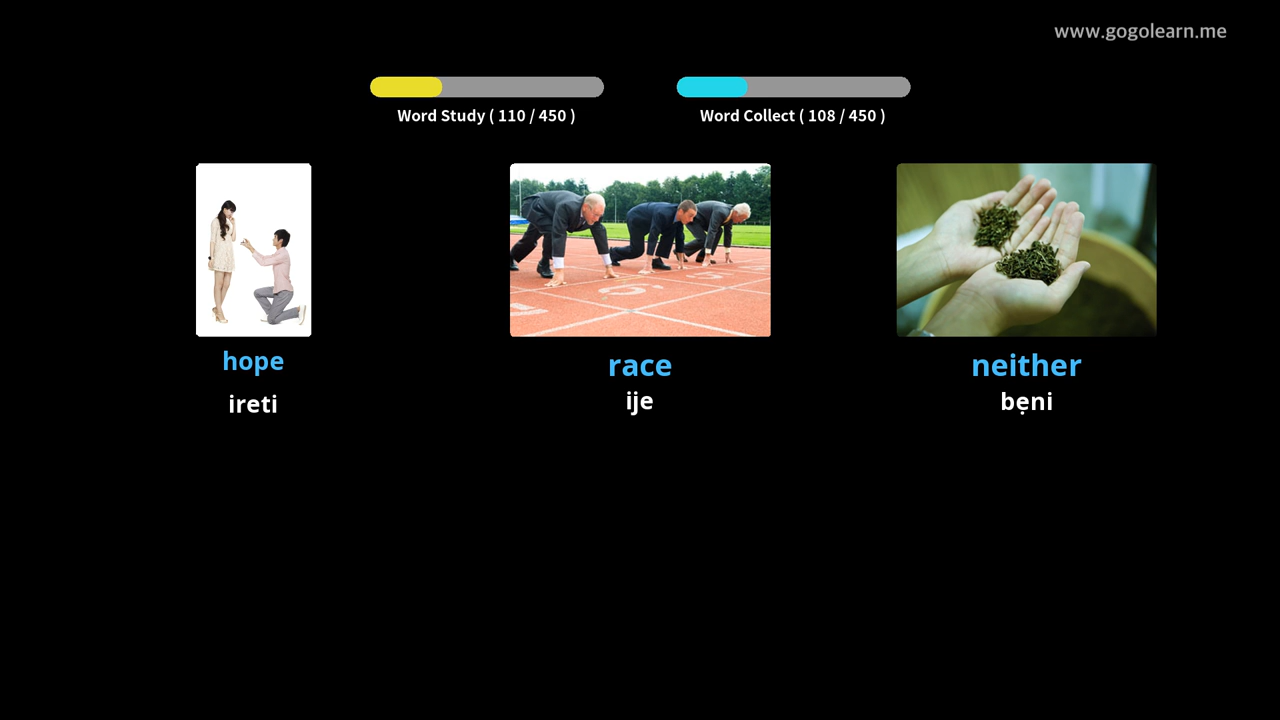 www.gogolearn.me
Word Study ( 110 / 450 )
Word Collect ( 108 / 450 )
hope
ireti
race
ije
neither
bẹni